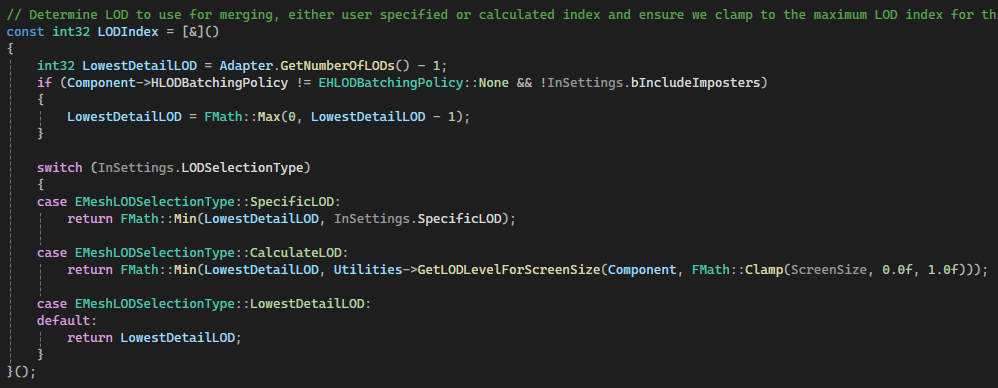 // Determine LOD to use for merging, either user specified or calculated index and ensure we clamp to the maximum LOD index for
const int32 LODIndex = [&]()
{
int32 LowestDetailLOD = Adapter.GetNumberOfLODs() - 1;
if (Component->HLODBatchingPolicy != EHLODBatchingPolicy::None && !InSettings.bIncludeImposters)
{
LowestDetailLOD = FMath::Max(0, LowestDetailLOD - 1);
}
switch (InSettings.LODSelectionType)
{
case EMeshLODSelectionType::SpecificLOD:
return FMath::Min(LowestDetailLOD, InSettings.SpecificLOD);
case EMeshLODSelectionType::CalculateLOD:
return FMath::Min(LowestDetailLOD, Utilities->GetLODLevelForScreenSize(Component, FMath::Clamp(ScreenSize, 0.0f, 1.0f)));
case EMeshLODSelectionType::LowestDetailLOD:
default:
return LowestDetailLOD;
}
}();